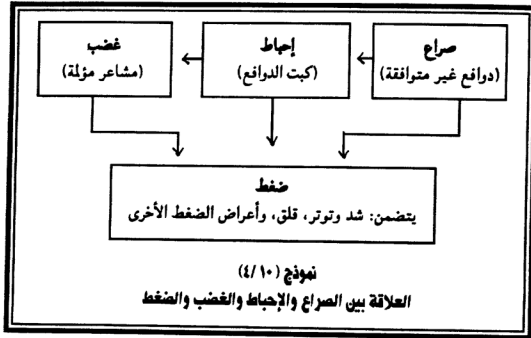 صراع
(دوافع غير متوافقة)
إحباط
(كبت الدوافع)
غضب
(مشاعر مؤلمة)
ضغط
يتضمن: شد وتوتر، قلق، وأعراض الضغط الأخرى
نموذج (٤/١٠)
العلاقة بين الصراع والإحباط والغضب والضغط